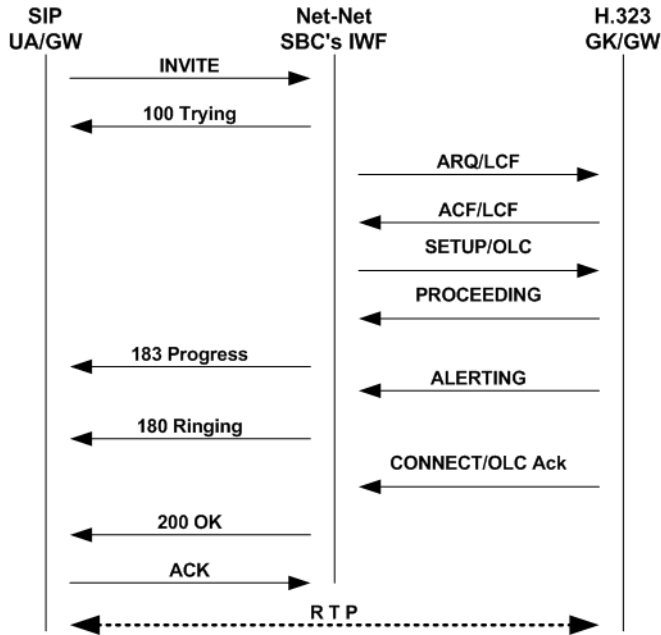 SIP
UA/GW
Net-Net
SBC's IWF
H.323
GK/GW
INVITE
100 Trying
ARQ/LCF
ACF/LCF
SETUP/OLC
PROCEEDING
183 Progress
ALERTING
180 Ringing
CONNECT/OLC Ack
200 OK
ACK
R T P